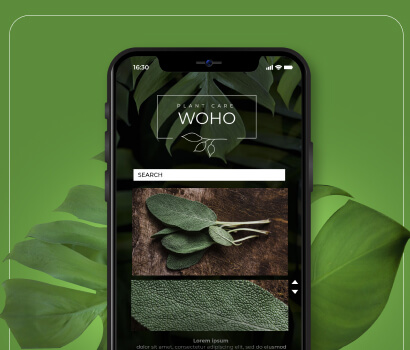 16:30
PLANT CARE
WOHO
SEARCH
Lorem ipsum
dolor sit amet, consectetur adipiscing elit, sed do eiusmod